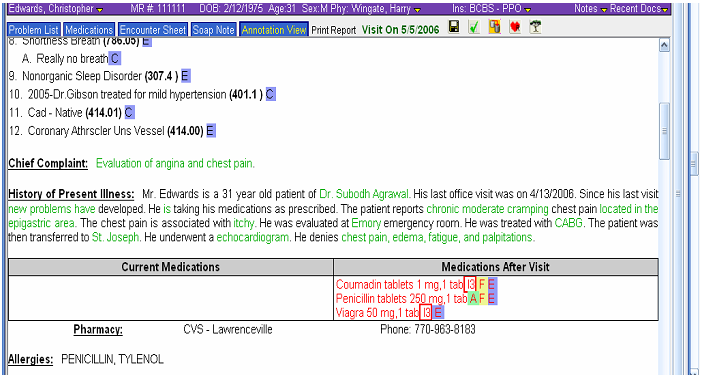 Edwards, Christopher MR # 111111 DOB: 2/12/1975 Age:31 Sex:M Phy: Wingate, Harry Ins: BCBS - PPO Notes Recent Docs
Problem List Medications Encounter Sheet Soap Note Annotation View Print Report Visit On 5/5/2006
8. Shortness Breath (786.05) E
A. Really no breath C
9. Nonorganic Sleep Disorder (307.4 ) E
10. 2005-Dr.Gibson treated for mild hypertension (401.1 ) C
11. Cad - Native (414.01) C
12. Coronary Athrscler Uns Vessel (414.00) E
Chief Complaint: Evaluation of angina and chest pain.
History of Present Illness: Mr. Edwards is a 31 year old patient of Dr. Subodh Agrawal. His last office visit was on 4/13/2006. Since his last visit
new problems have developed. He is taking his medications as prescribed. The patient reports chronic moderate cramping chest pain located in the
epigastric area. The chest pain is associated with itchy. He was evaluated at Emory emergency room. He was treated with CABG. The patient was
then transferred to St. Joseph. He underwent a echocardiogram. He denies chest pain, edema, fatigue, and palpitations.
Current Medications Medications After Visit
Coumadin tablets 1 mg,1 tab I3 F E
Penicillin tablets 250 mg,1 tab A F E
Viagra 50 mg,1 tab I3 E
Pharmacy: CVS - Lawrenceville Phone: 770-963-8183
Allergies: PENICILLIN, TYLENOL